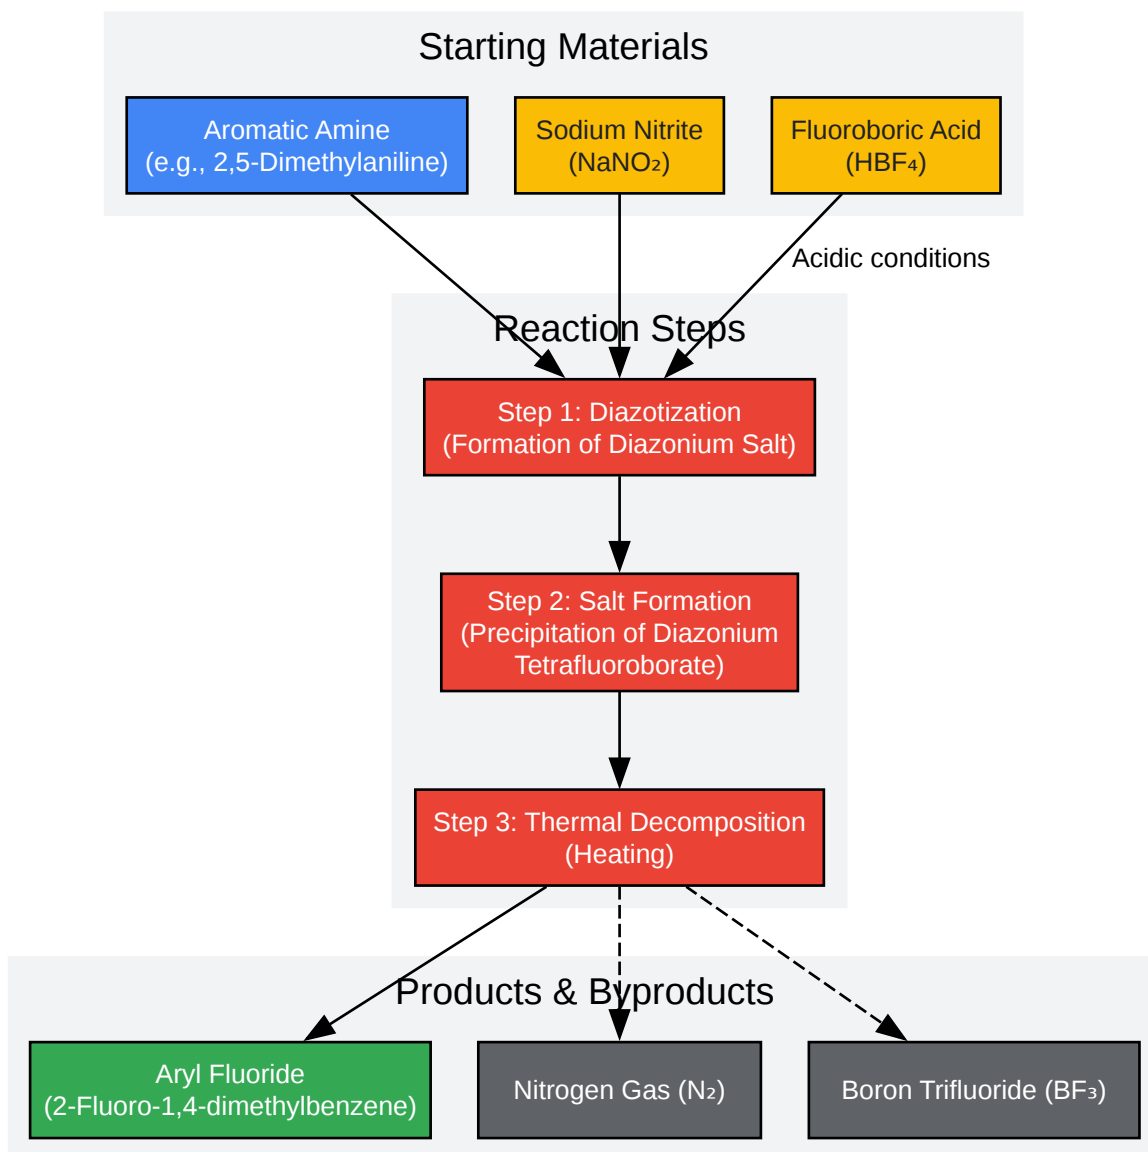 Starting Materials
Aromatic Amine
(e.g., 2,5-Dimethylaniline)
Sodium Nitrite
(NaNO₂)
Fluoroboric Acid
(HBF₄)
Acidic conditions
Reaction Steps
Step 1: Diazotization
(Formation of Diazonium Salt)
Step 2: Salt Formation
(Precipitation of Diazonium
Tetrafluoroborate)
Step 3: Thermal Decomposition
(Heating)
Products & Byproducts
Aryl Fluoride
(2-Fluoro-1,4-dimethylbenzene)
Nitrogen Gas (N₂)
Boron Trifluoride (BF₃)